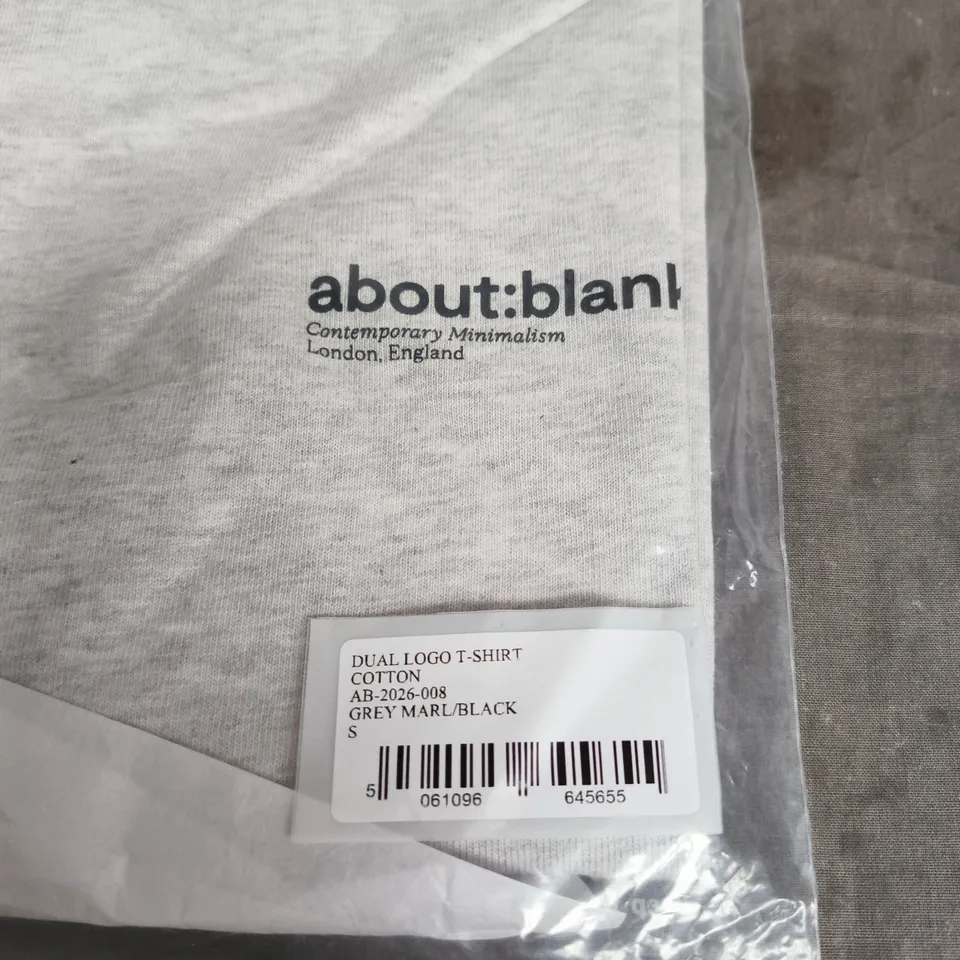 about:blank
Contemporary Minimalism
London, England
DUAL LOGO T-SHIRT
COTTON
AB-2026-008
GREY MARL/BLACK
S
5 061096 645655